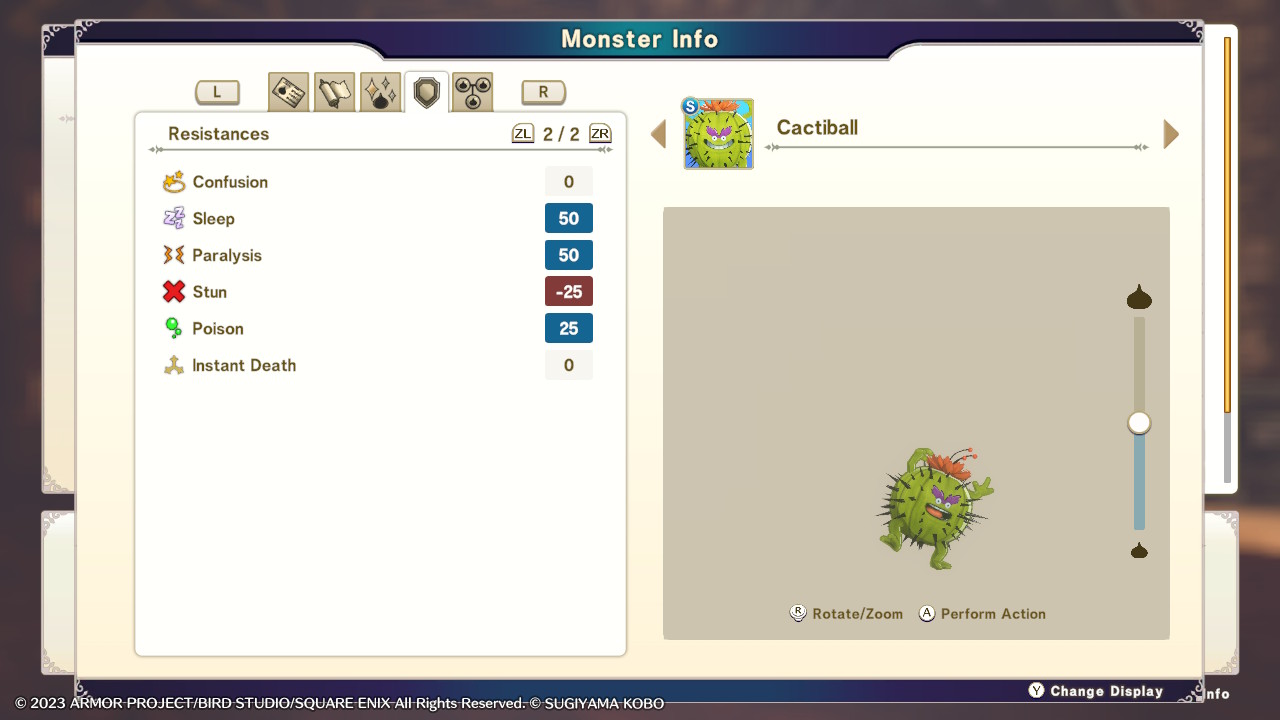 Monster Info
L
R
Resistances
ZL 2 / 2 ZR
Confusion 0
Sleep 50
Paralysis 50
Stun -25
Poison 25
Instant Death 0
S
Cactiball
R Rotate/Zoom A Perform Action
Y Change Display
nfo
© 2023 ARMOR PROJECT/BIRD STUDIO/SQUARE ENIX All Rights Reserved. © SUGIYAMA KOBO